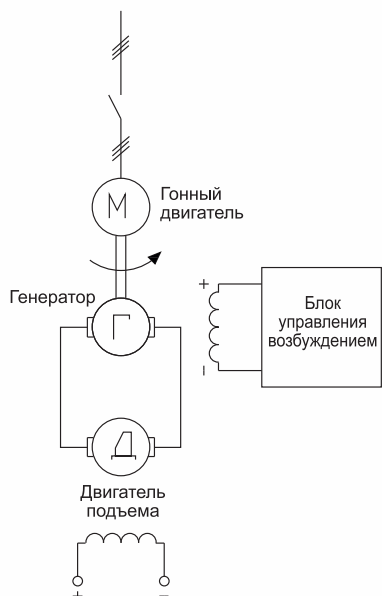 М
Гонный
двигатель
Генератор
Г
+
−
Блок
управления
возбуждением
Д
Двигатель
подъема
+ −